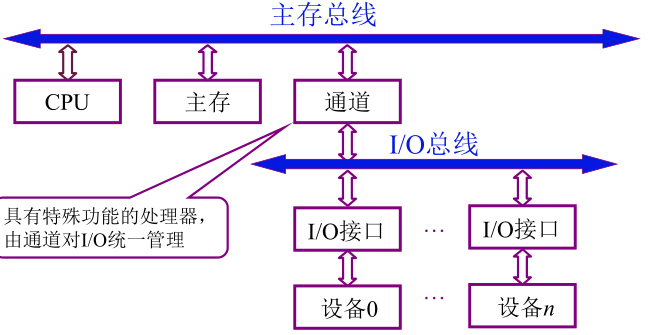 主存总线
CPU
主存
通道
I/O总线
具有特殊功能的处理器，
由通道对I/O统一管理
I/O接口
…
I/O接口
设备0
…
设备n